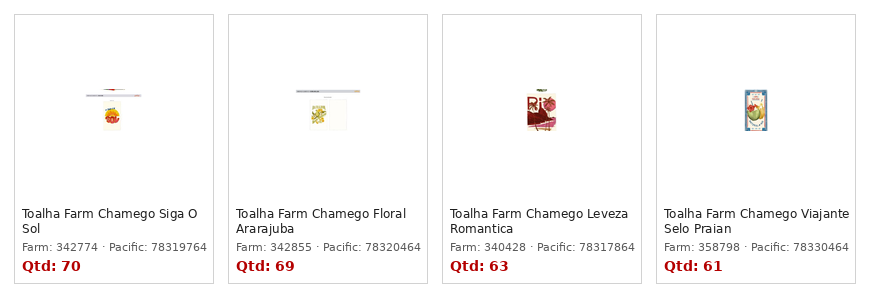 Toalha Farm Chamego Siga O
Sol
Farm: 342774 · Pacific: 78319764
Qtd: 70
Toalha Farm Chamego Floral
Ararajuba
Farm: 342855 · Pacific: 78320464
Qtd: 69
Toalha Farm Chamego Leveza
Romantica
Farm: 340428 · Pacific: 78317864
Qtd: 63
Toalha Farm Chamego Viajante
Selo Praian
Farm: 358798 · Pacific: 78330464
Qtd: 61